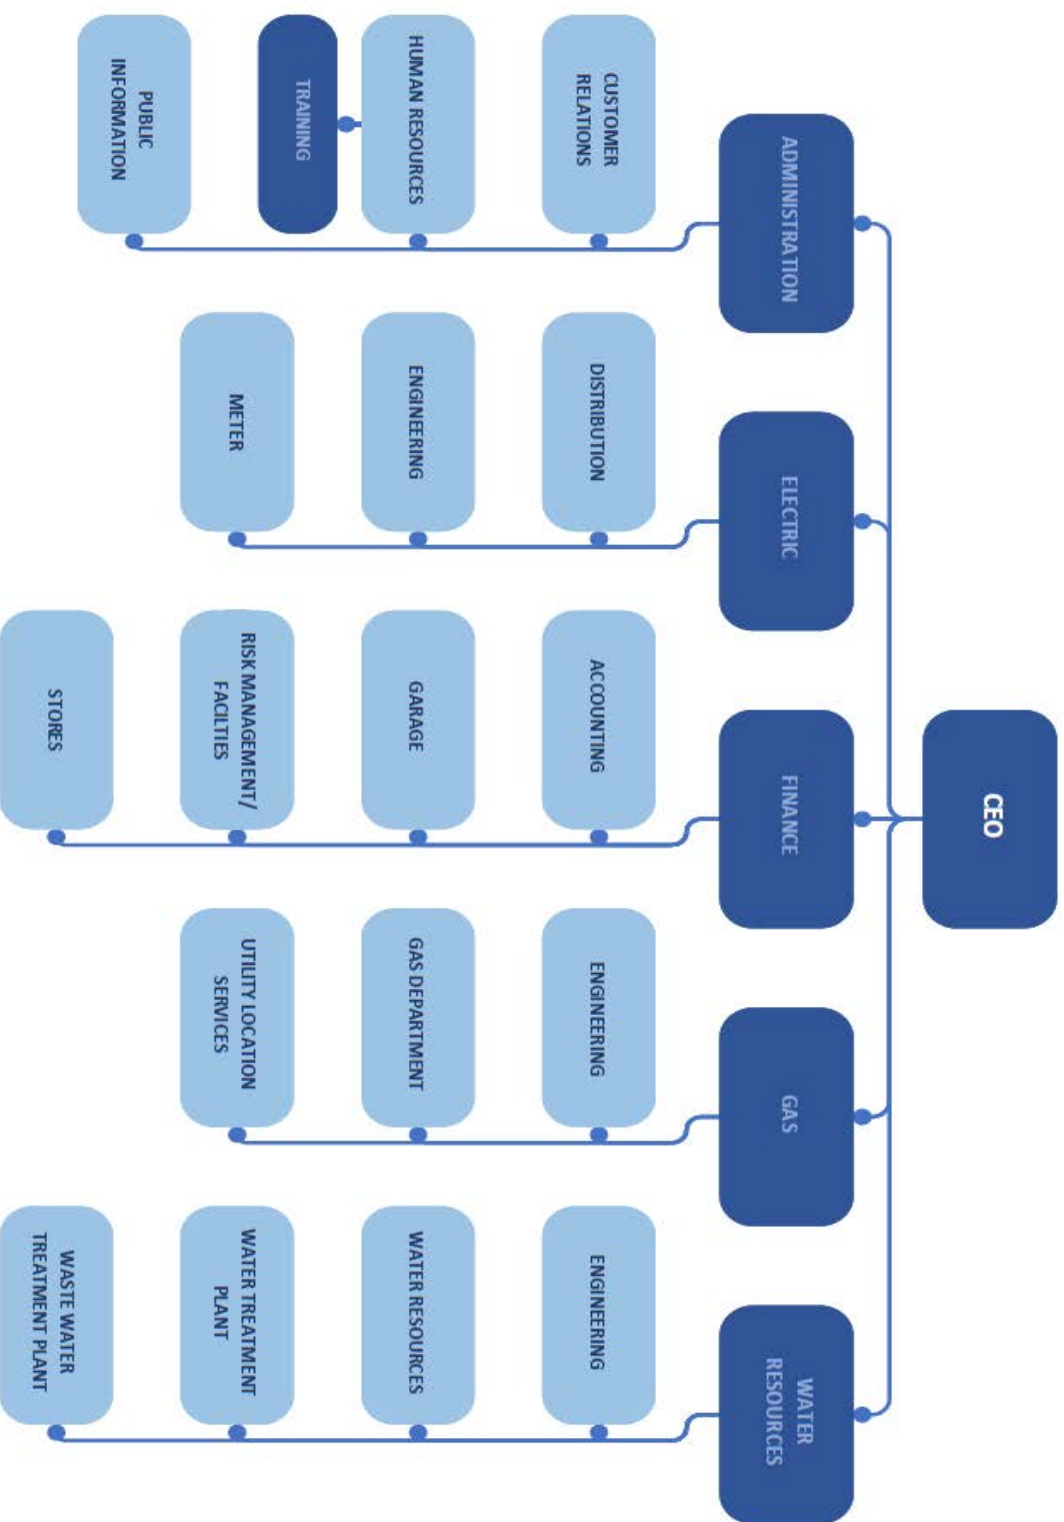 CEO
ADMINISTRATION
ELECTRIC
FINANCE
GAS
WATER
RESOURCES
CUSTOMER
RELATIONS
HUMAN RESOURCES
TRAINING
PUBLIC
INFORMATION
DISTRIBUTION
ENGINEERING
METER
ACCOUNTING
GARAGE
RISK MANAGEMENT/
FACILTIES
STORES
ENGINEERING
GAS DEPARTMENT
UTILITY LOCATION
SERVICES
ENGINEERING
WATER RESOURCES
WATER TREATMENT
PLANT
WASTE WATER
TREATMENT PLANT